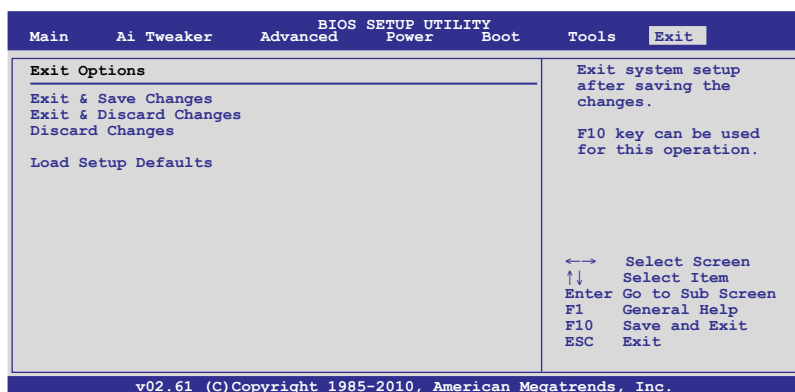 BIOS SETUP UTILITY
Main Ai Tweaker Advanced Power Boot Tools Exit
Exit Options
Exit & Save Changes
Exit & Discard Changes
Discard Changes
Load Setup Defaults
Exit system setup
after saving the
changes.
F10 key can be used
for this operation.
←→ Select Screen
↑↓ Select Item
Enter Go to Sub Screen
F1 General Help
F10 Save and Exit
ESC Exit
v02.61 (C)Copyright 1985-2010, American Megatrends, Inc.